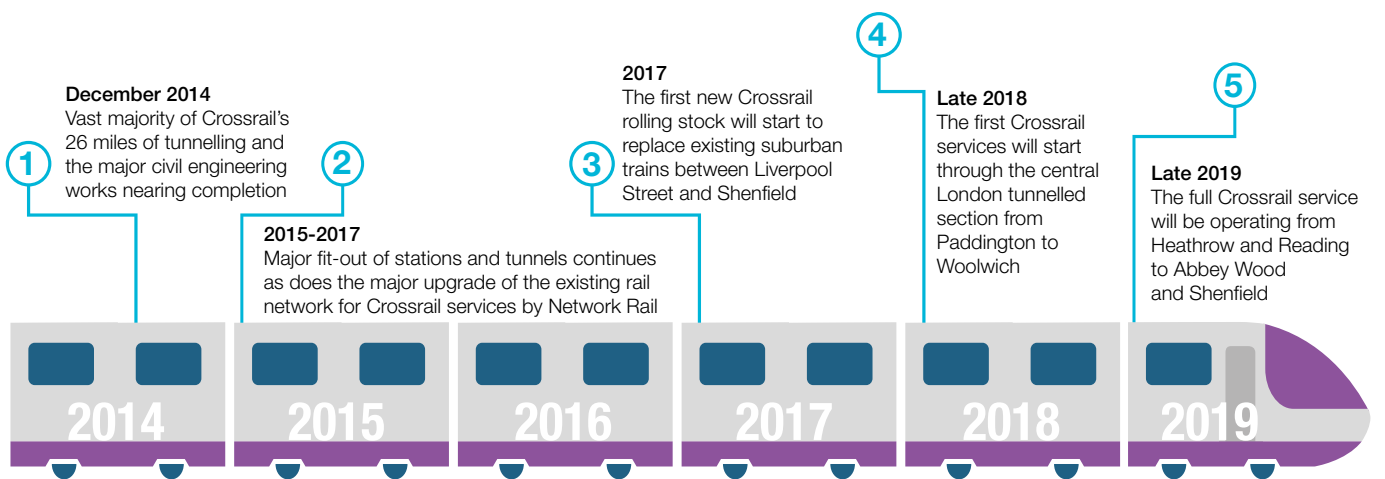 1
December 2014
Vast majority of Crossrail's
26 miles of tunnelling and
the major civil engineering
works nearing completion
2
2015-2017
Major fit-out of stations and tunnels continues
as does the major upgrade of the existing rail
network for Crossrail services by Network Rail
3
2017
The first new Crossrail
rolling stock will start to
replace existing suburban
trains between Liverpool
Street and Shenfield
4
Late 2018
The first Crossrail
services will start
through the central
London tunnelled
section from
Paddington to
Woolwich
5
Late 2019
The full Crossrail service
will be operating from
Heathrow and Reading
to Abbey Wood
and Shenfield
2014
2015
2016
2017
2018
2019